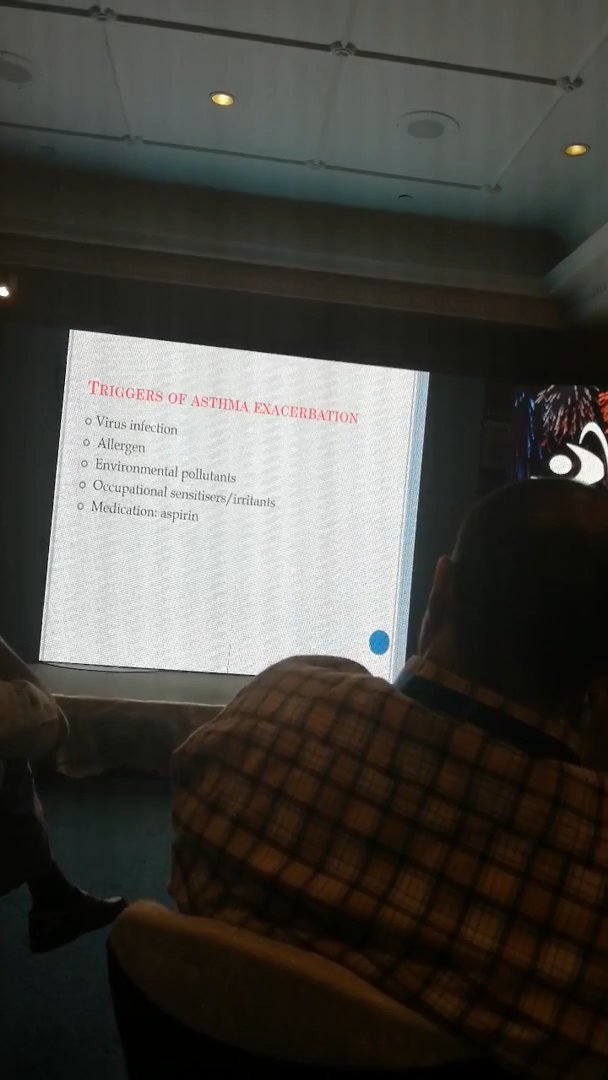 TRIGGERS OF ASTHMA EXACERBATION
Virus infection
Allergen
Environmental pollutants
Occupational sensitisers/irritants
Medication: aspirin